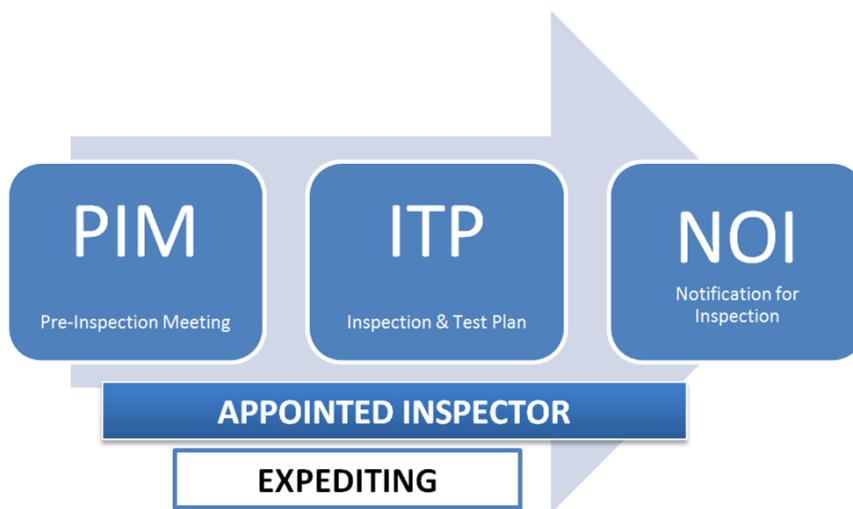 PIM
Pre-Inspection Meeting
ITP
Inspection & Test Plan
NOI
Notification for
Inspection
APPOINTED INSPECTOR
EXPEDITING